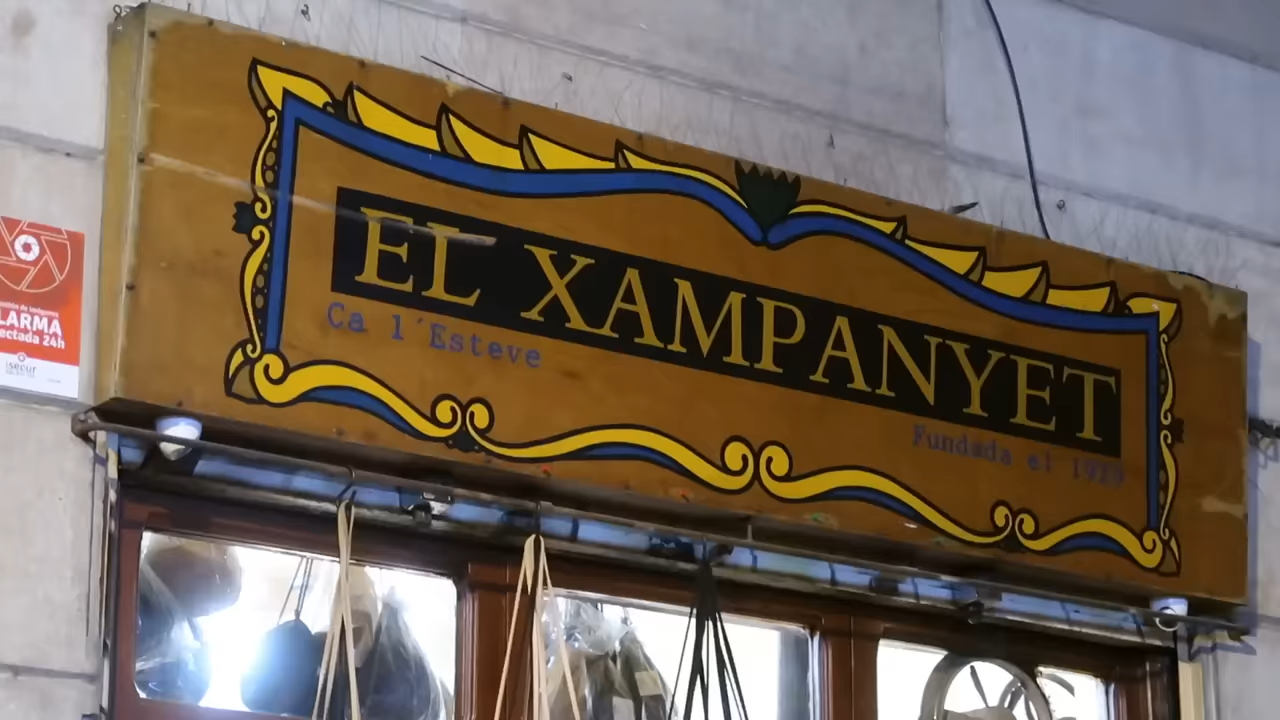 EL XAMPANYET
Ca l'Esteve
Fundada el 1929
LARMA
ectada 24h
isecur